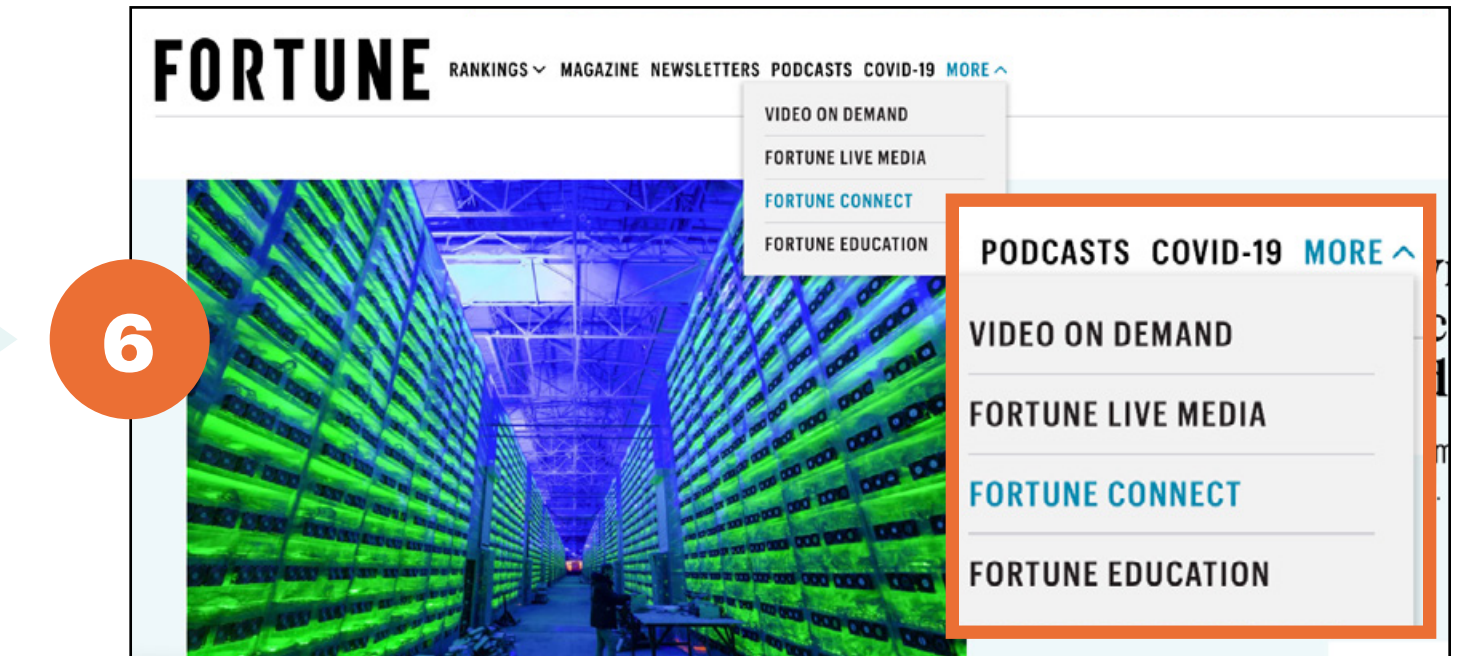 FORTUNE RANKINGS MAGAZINE NEWSLETTERS PODCASTS COVID-19 MORE
VIDEO ON DEMAND
FORTUNE LIVE MEDIA
FORTUNE CONNECT
FORTUNE EDUCATION
6
PODCASTS COVID-19 MORE
VIDEO ON DEMAND
FORTUNE LIVE MEDIA
FORTUNE CONNECT
FORTUNE EDUCATION